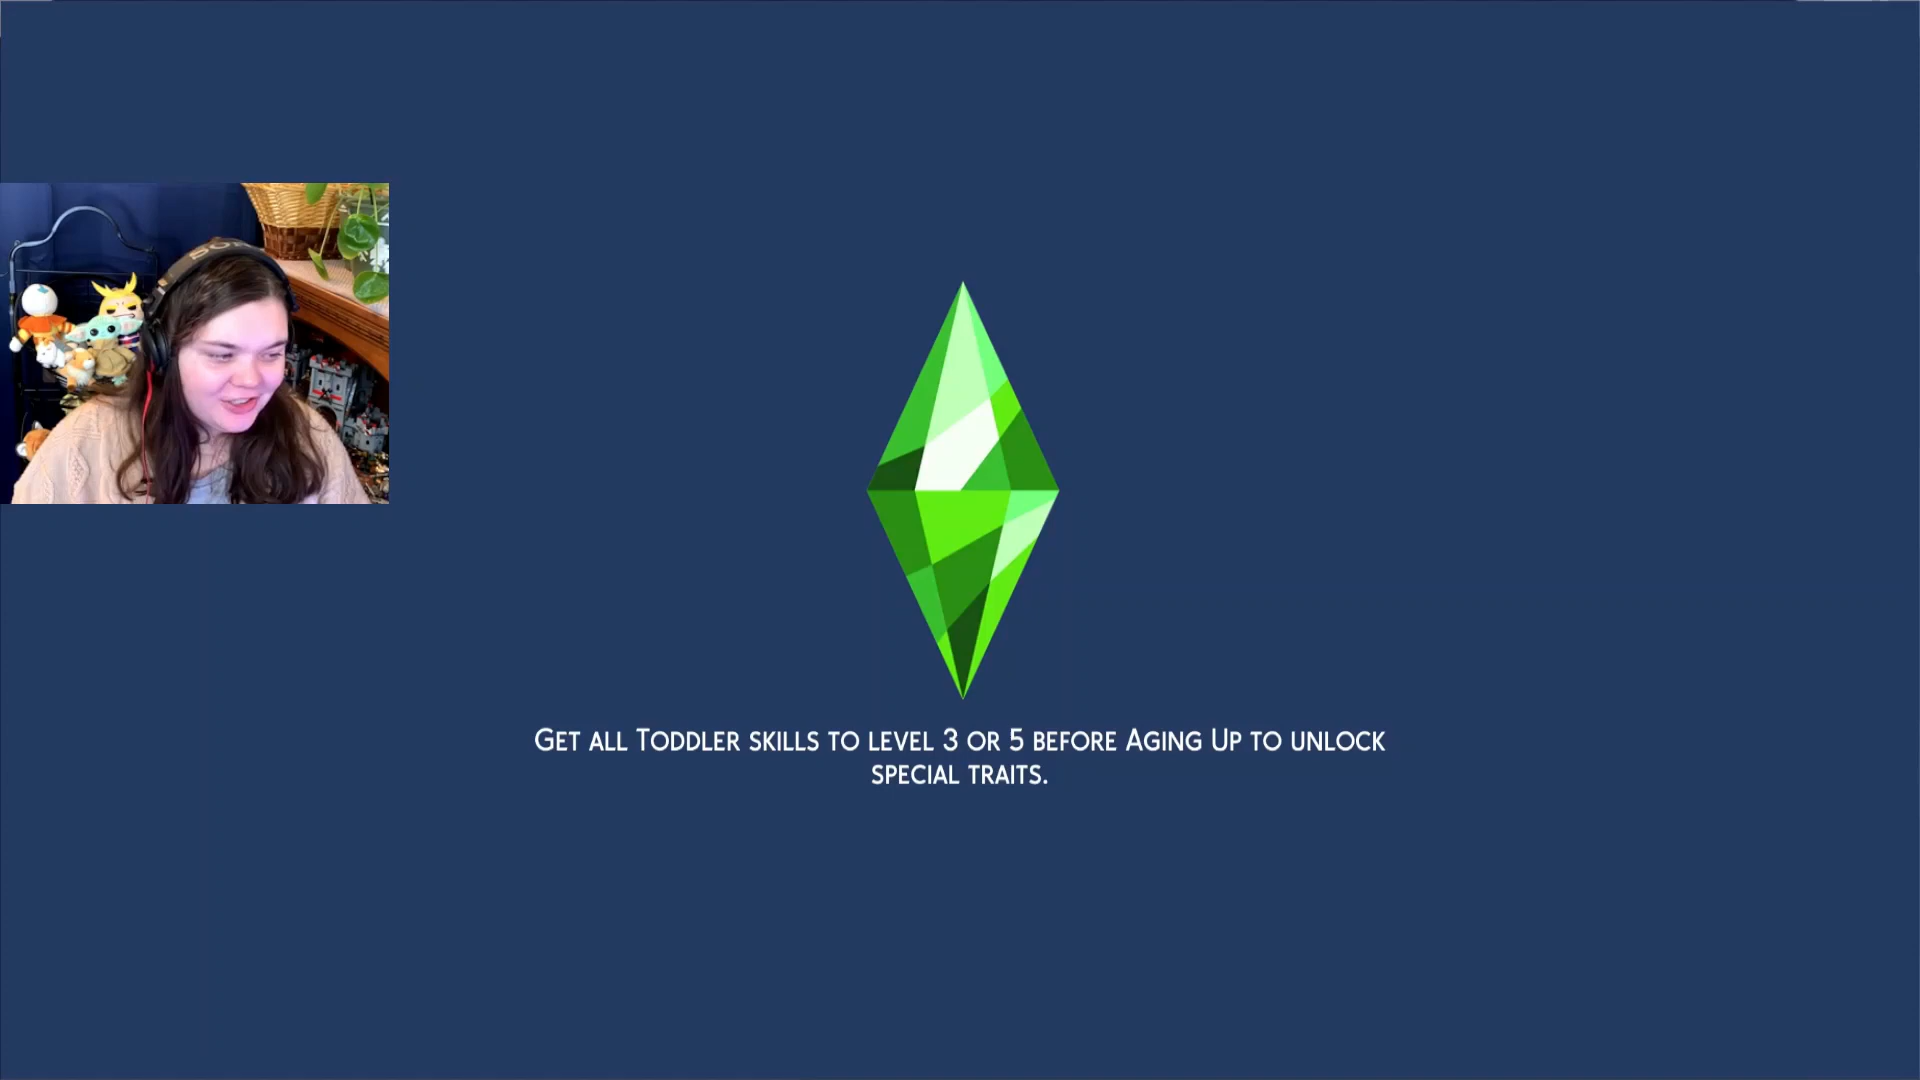 Get all Toddler skills to level 3 or 5 before Aging Up to unlock
special traits.